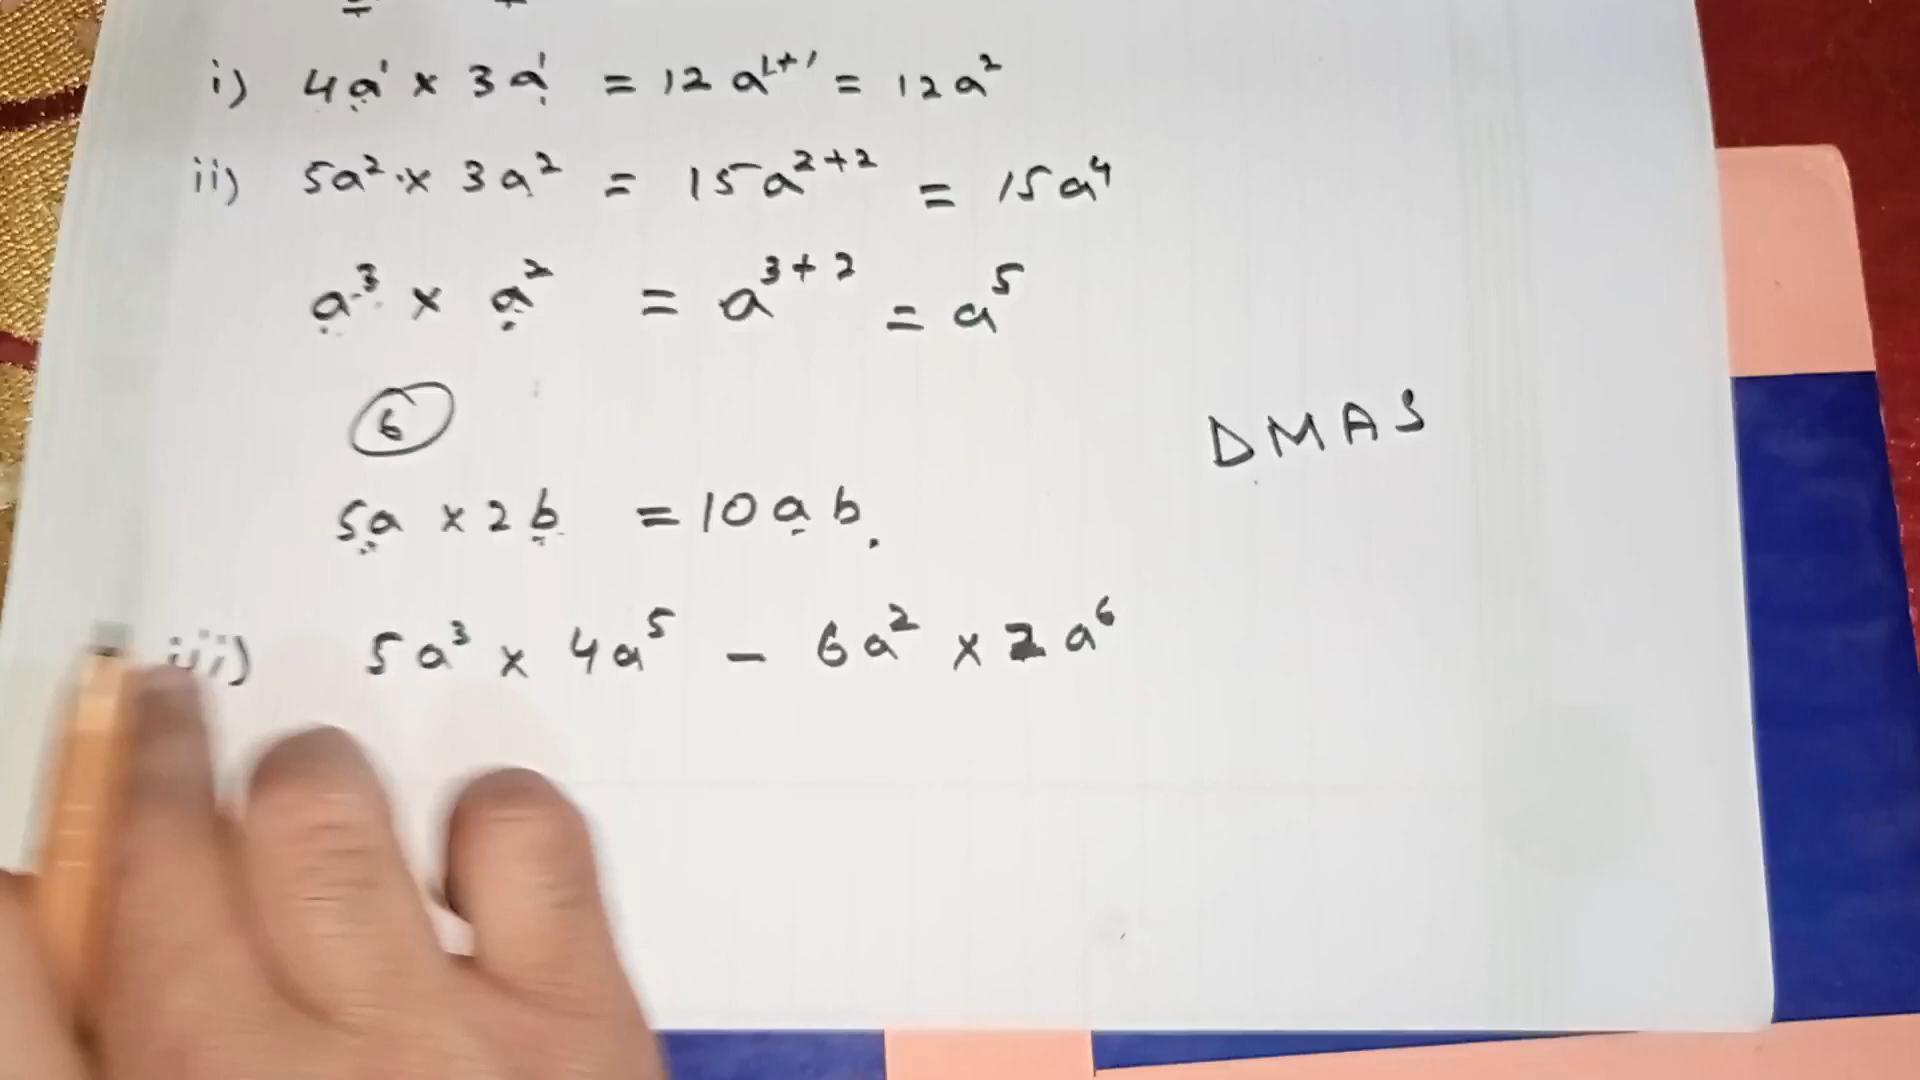 i) 4a¹ × 3a¹ = 12a¹⁺¹ = 12a²
ii) 5a² × 3a² = 15a²⁺² = 15a⁴
a³ × a² = a³⁺² = a⁵
6
DMAS
5a × 2b = 10ab.
iii) 5a³ × 4a⁵ - 6a² × 2a⁶